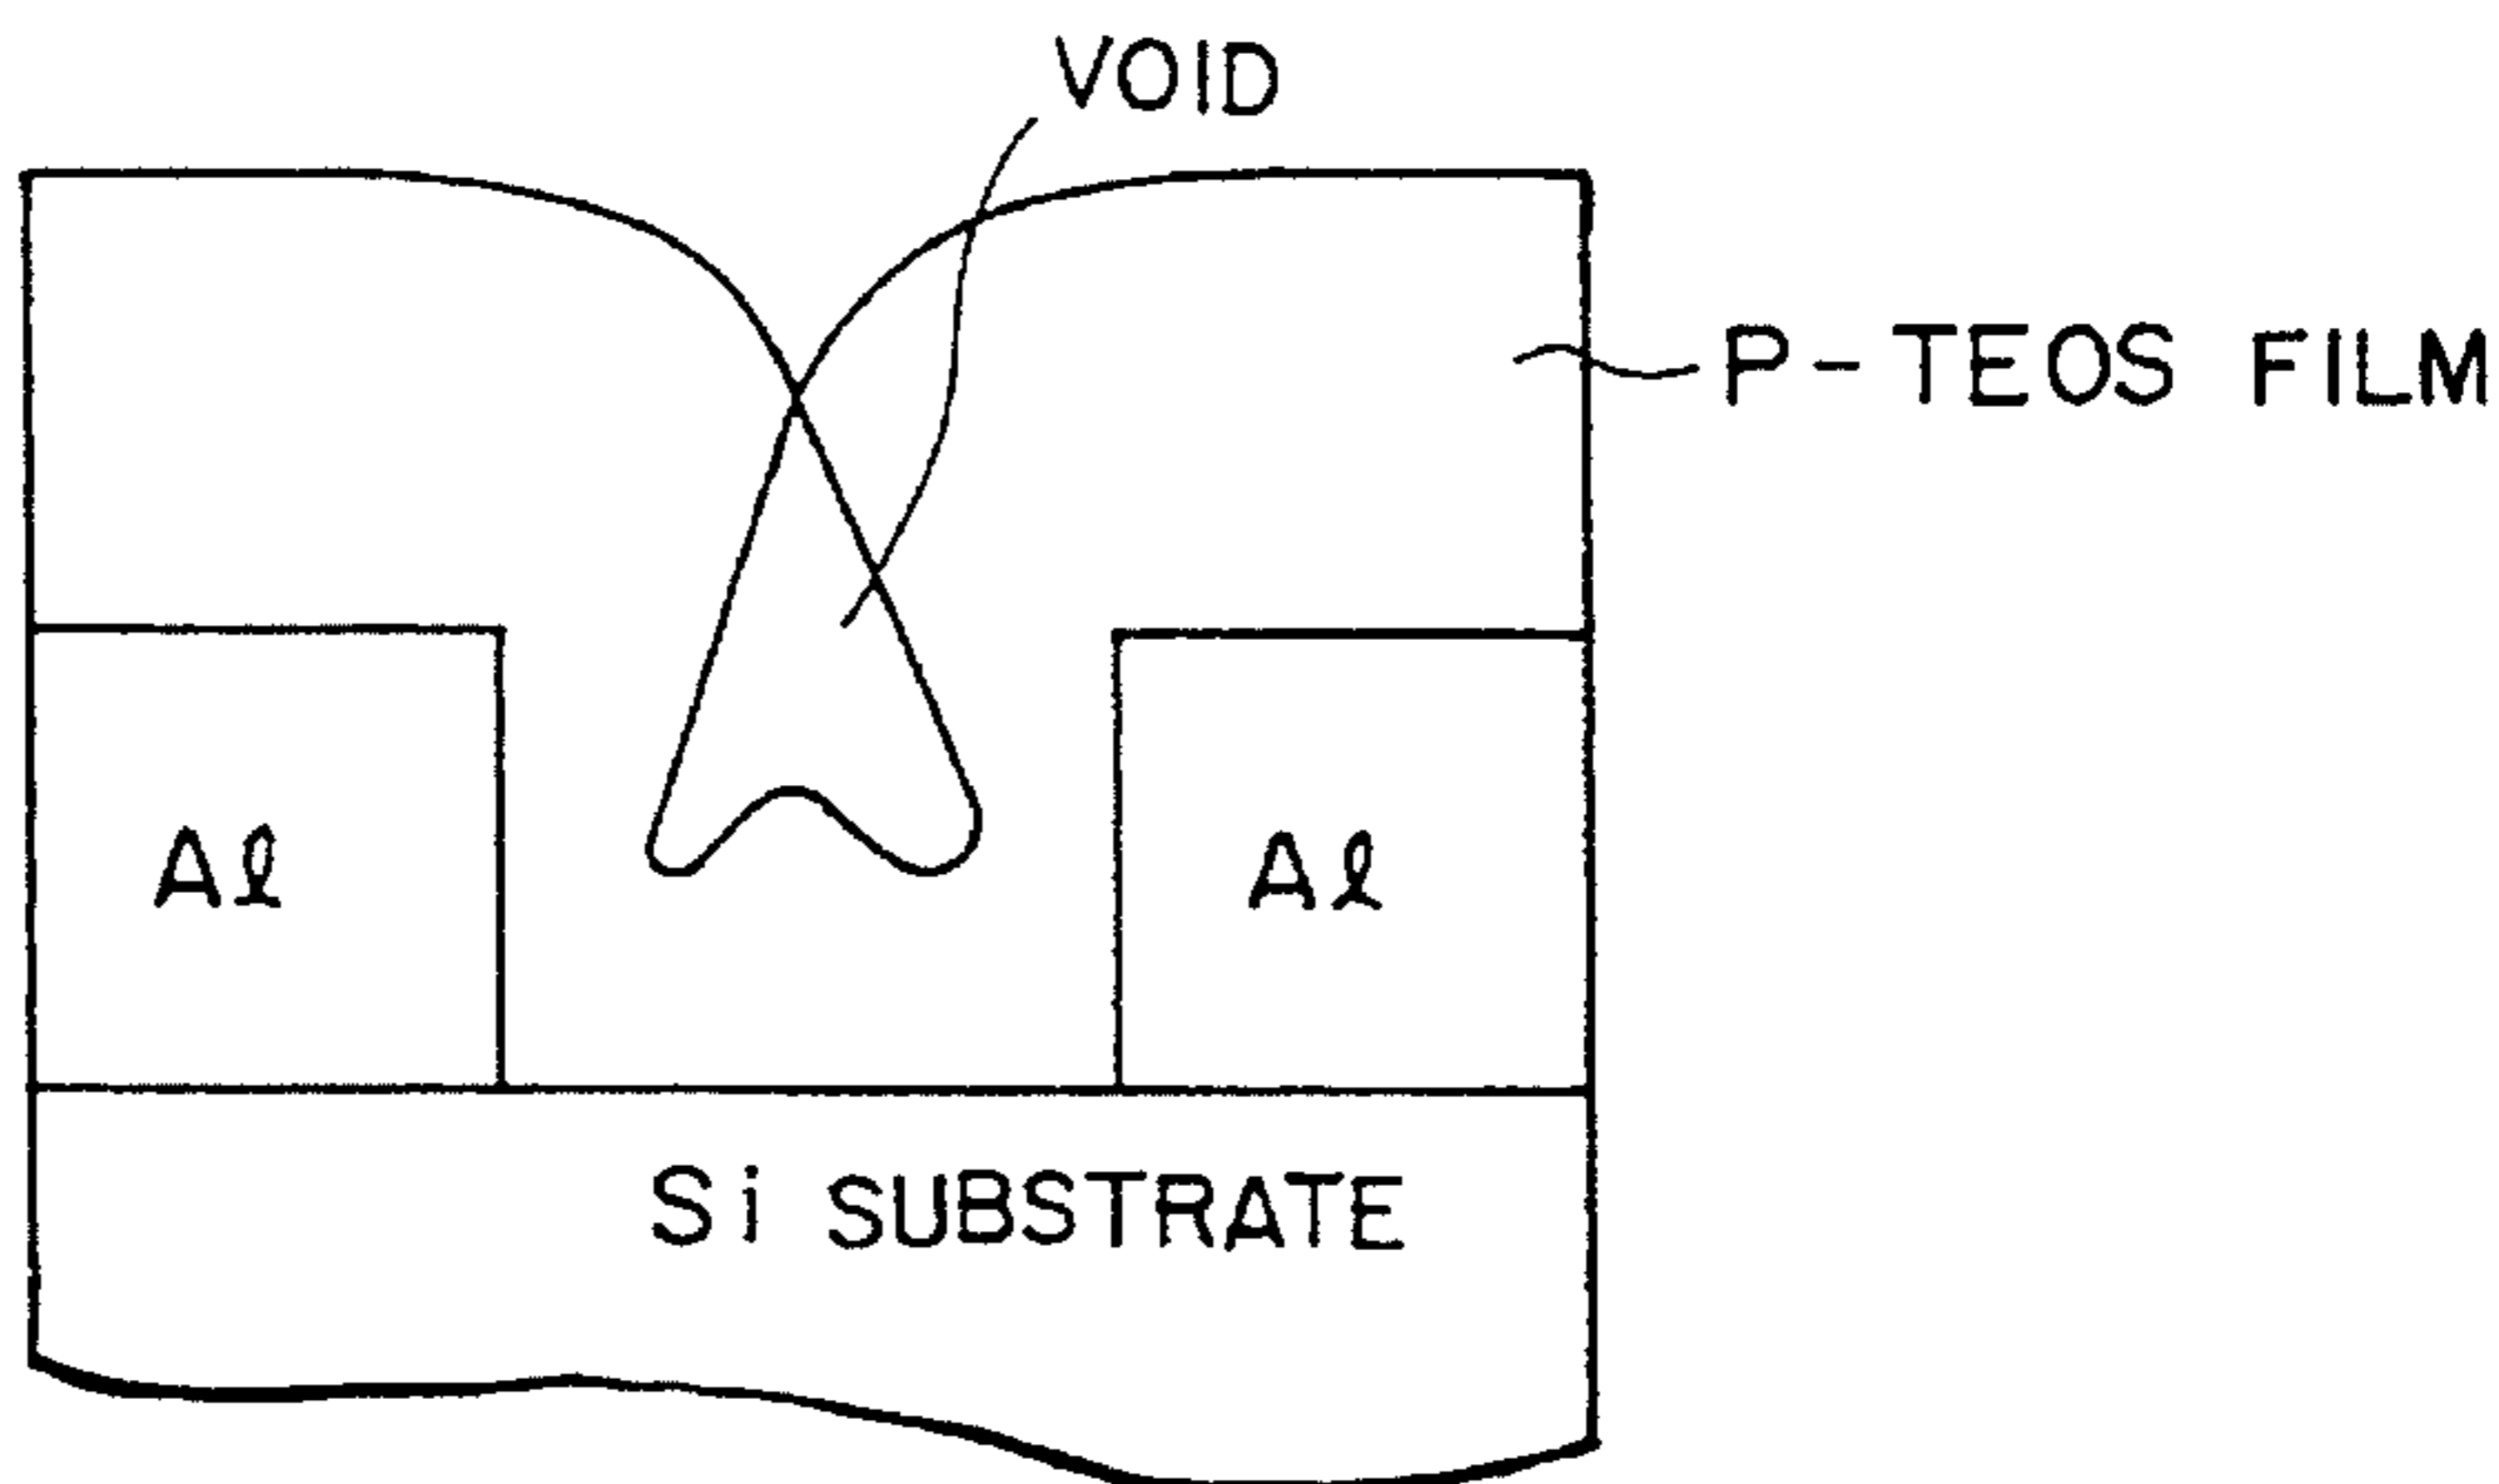 VOID
P-TEOS FILM
Al
Al
Si SUBSTRATE